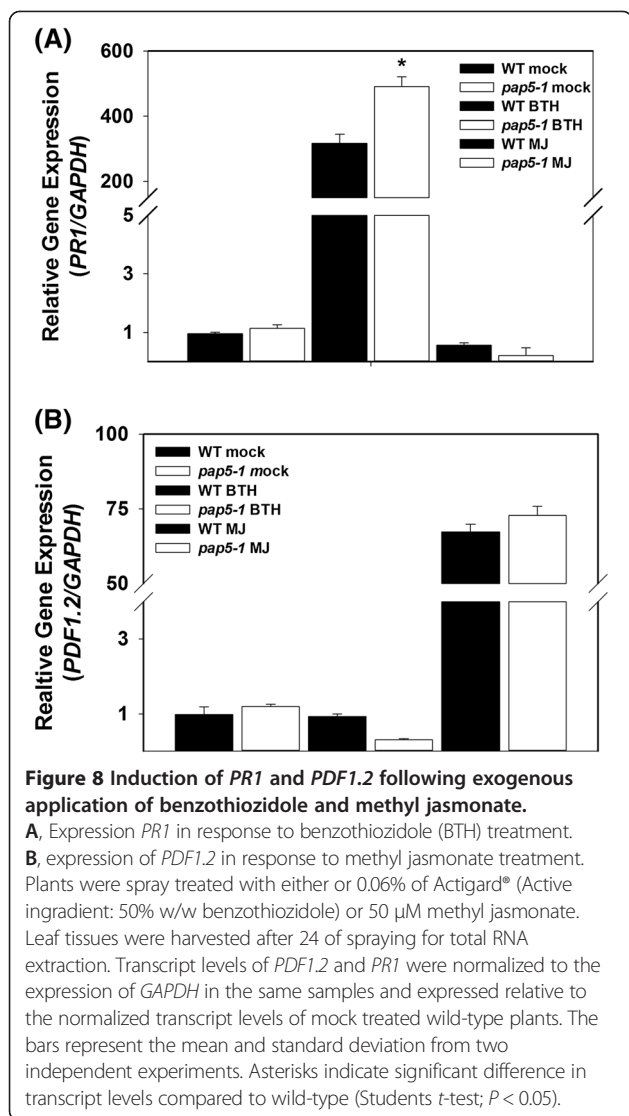 (A)
600
400
200
5
3
1
Relative Gene Expression
(PR1/GAPDH)
*
WT mock
pap5-1 mock
WT BTH
pap5-1 BTH
WT MJ
pap5-1 MJ
(B)
100
75
50
3
1
Realtive Gene Expression
(PDF1.2/GAPDH)
WT mock
pap5-1 mock
WT BTH
pap5-1 BTH
WT MJ
pap5-1 MJ
Figure 8 Induction of PR1 and PDF1.2 following exogenous
application of benzothiozidole and methyl jasmonate.
A, Expression PR1 in response to benzothiozidole (BTH) treatment.
B, expression of PDF1.2 in response to methyl jasmonate treatment.
Plants were spray treated with either or 0.06% of Actigard® (Active
ingradient: 50% w/w benzothiozidole) or 50 μM methyl jasmonate.
Leaf tissues were harvested after 24 of spraying for total RNA
extraction. Transcript levels of PDF1.2 and PR1 were normalized to the
expression of GAPDH in the same samples and expressed relative to
the normalized transcript levels of mock treated wild-type plants. The
bars represent the mean and standard deviation from two
independent experiments. Asterisks indicate significant difference in
transcript levels compared to wild-type (Students t-test; P < 0.05).